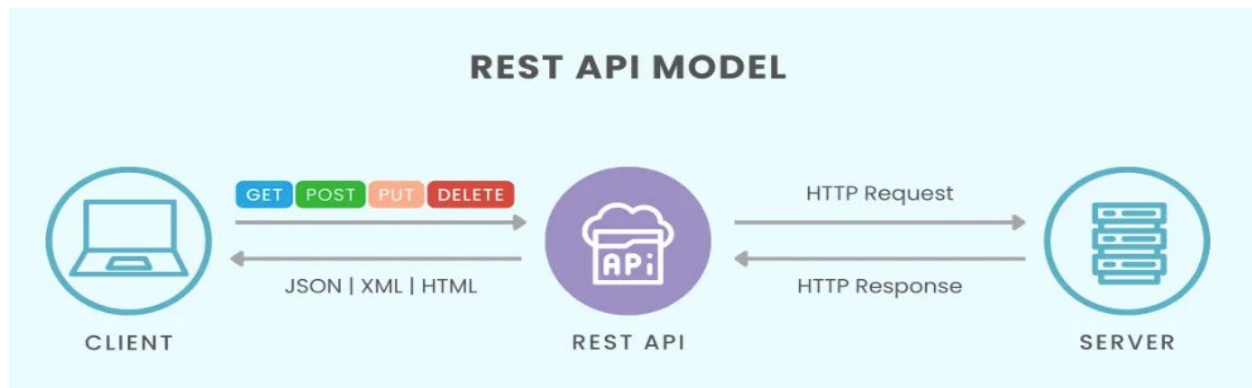 REST API MODEL
GET POST PUT DELETE
HTTP Request
APi
JSON | XML | HTML
HTTP Response
CLIENT
REST API
SERVER